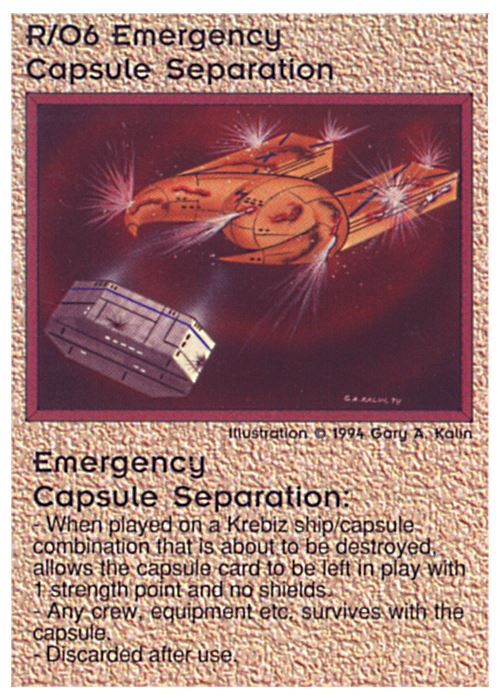 R/O6 Emergency
Capsule Separation
G.A. KALIN 94
Illustration © 1994 Gary A. Kalin
Emergency
Capsule Separation:
- When played on a Krebiz ship/capsule
combination that is about to be destroyed,
allows the capsule card to be left in play with
1 strength point and no shields.
- Any crew, equipment etc. survives with the
capsule.
- Discarded after use.